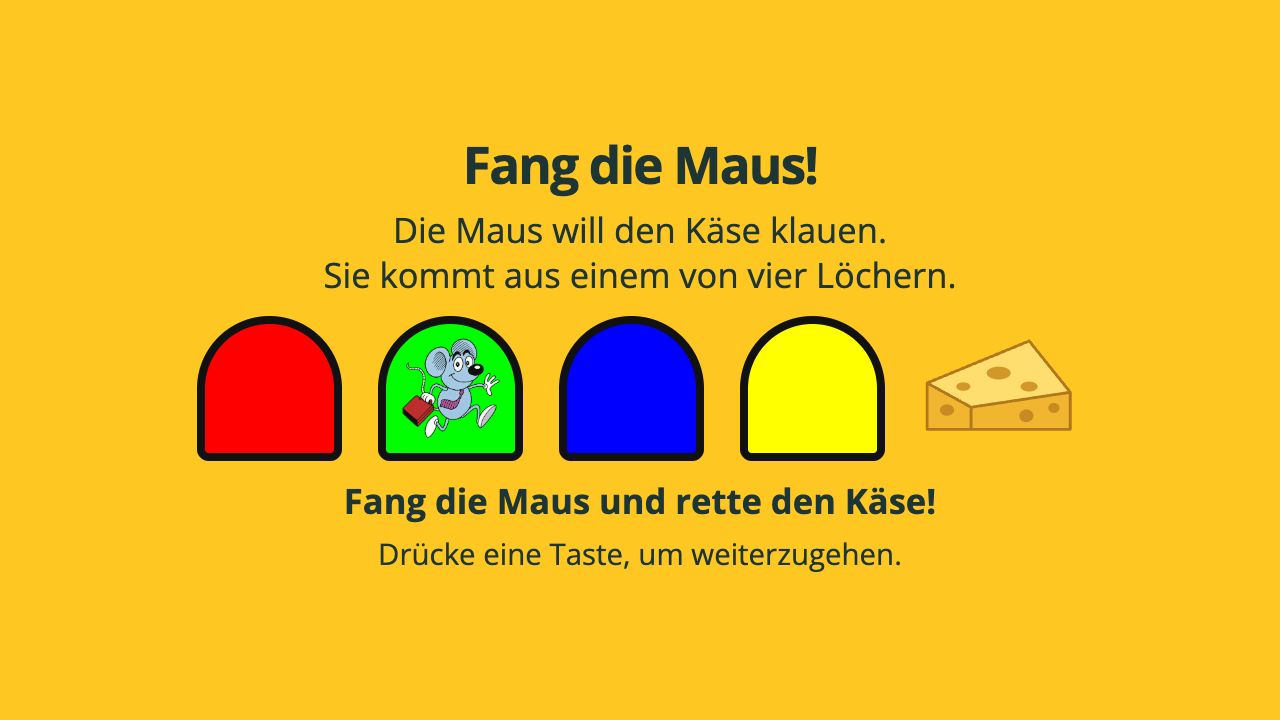 Fang die Maus!
Die Maus will den Käse klauen.
Sie kommt aus einem von vier Löchern.
Fang die Maus und rette den Käse!
Drücke eine Taste, um weiterzugehen.